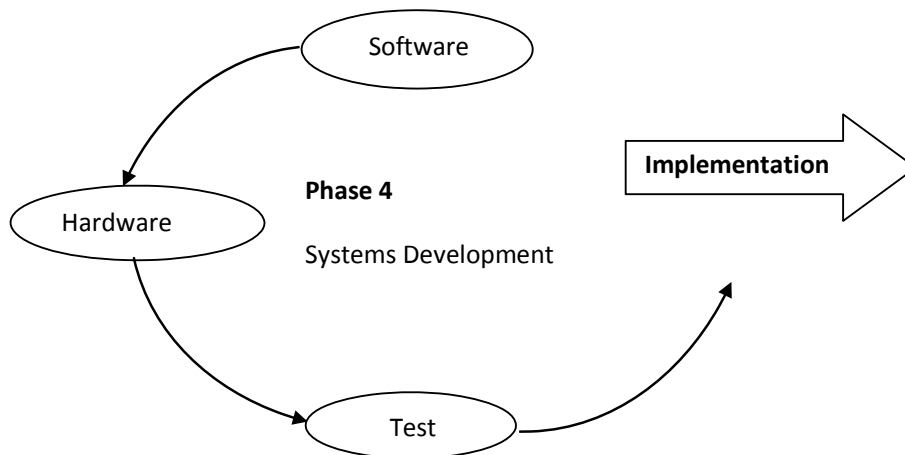 Software
Implementation
Phase 4
Hardware
Systems Development
Test